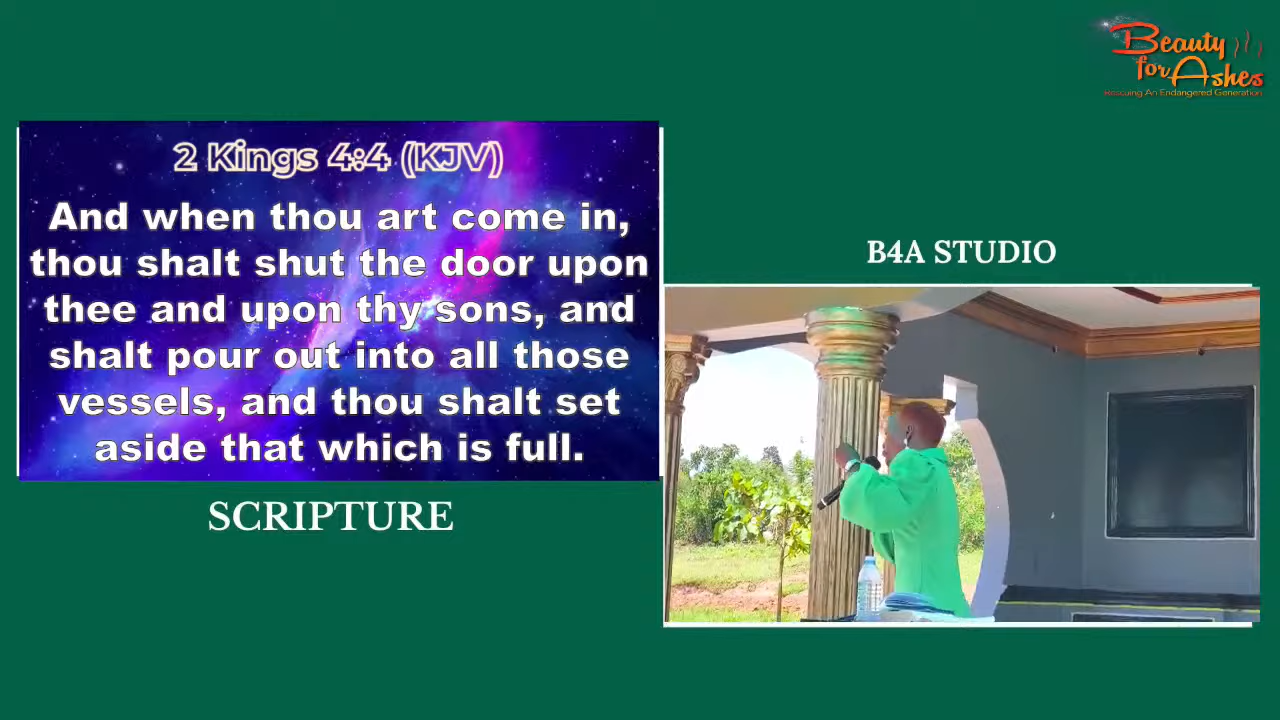 Beauty
for Ashes
Rescuing An Endangered Generation
2 Kings 4:4 (KJV)
And when thou art come in,
thou shalt shut the door upon
thee and upon thy sons, and
shalt pour out into all those
vessels, and thou shalt set
aside that which is full.
SCRIPTURE
B4A STUDIO